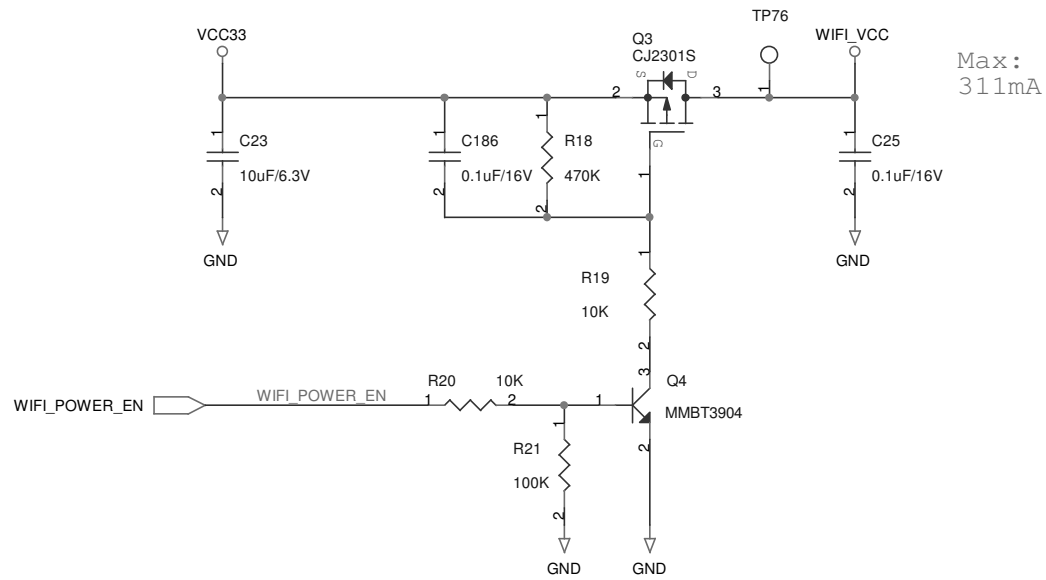 TP76
VCC33
Q3
CJ2301S
WIFI_VCC
Max:
311mA
S
D
2
3
1
1
C23
10uF/6.3V
2
GND
1
C186
0.1uF/16V
2
1
R18
470K
2
G
1
1
C25
0.1uF/16V
2
GND
1
R19
10K
2
WIFI_POWER_EN
WIFI_POWER_EN
R20
10K
1
2
1
3
Q4
MMBT3904
2
1
R21
100K
2
GND
GND